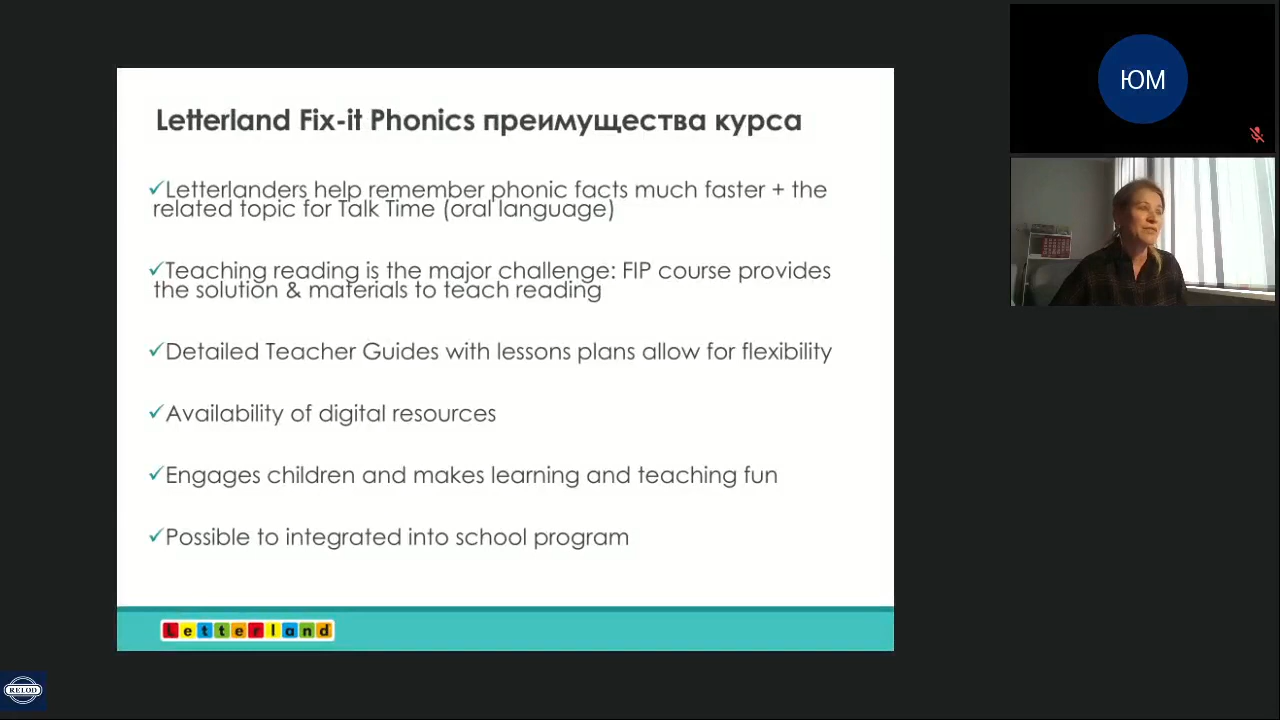 Letterland Fix-it Phonics преимущества курса
✓Letterlanders help remember phonic facts much faster + the
related topic for Talk Time (oral language)
✓Teaching reading is the major challenge: FIP course provides
the solution & materials to teach reading
✓Detailed Teacher Guides with lessons plans allow for flexibility
✓Availability of digital resources
✓Engages children and makes learning and teaching fun
✓Possible to integrated into school program
Letterland
ЮМ
RELOD